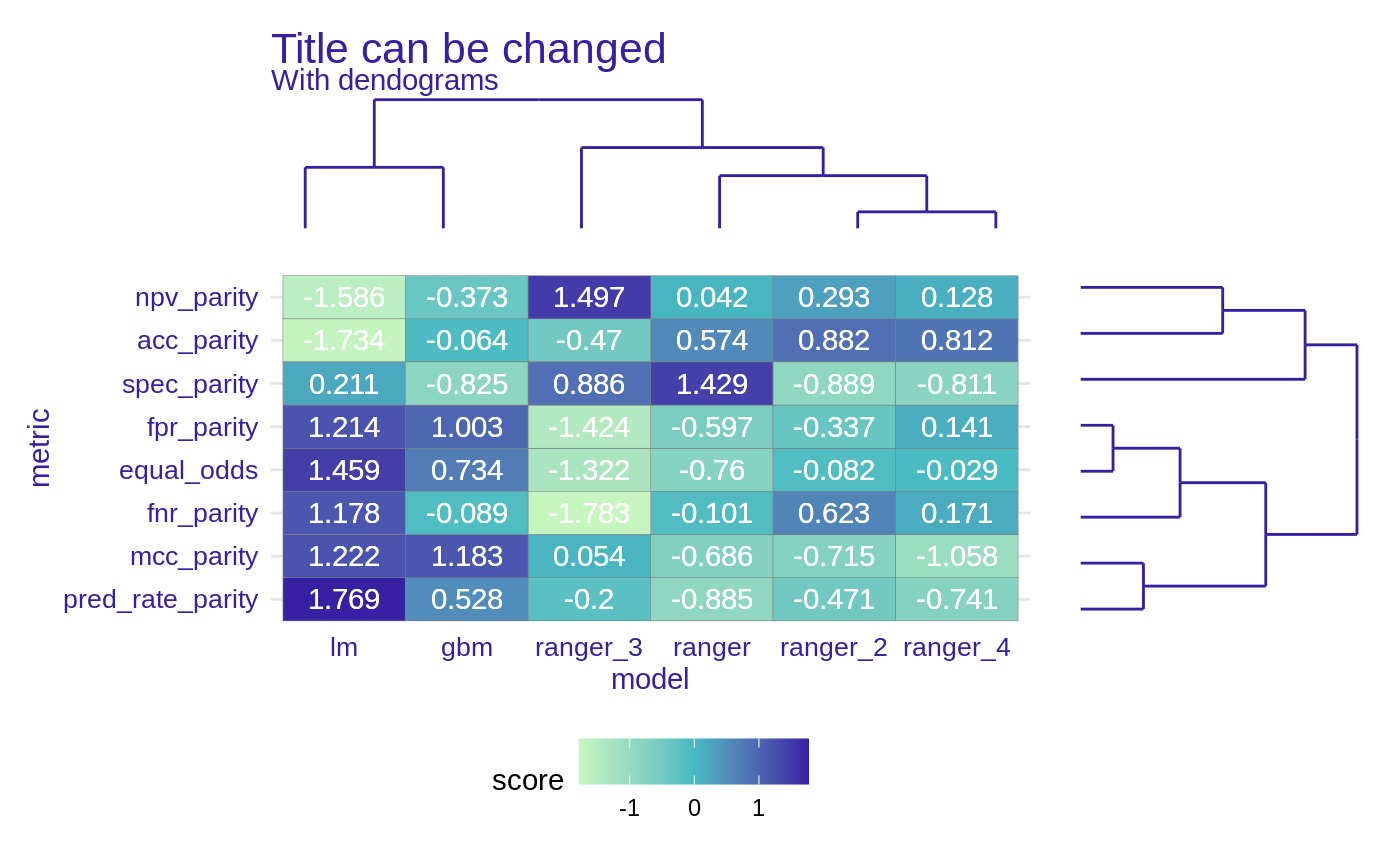 Title can be changed
With dendograms
npv_parity -1.586 -0.373 1.497 0.042 0.293 0.128
acc_parity -1.734 -0.064 -0.47 0.574 0.882 0.812
spec_parity 0.211 -0.825 0.886 1.429 -0.889 -0.811
fpr_parity 1.214 1.003 -1.424 -0.597 -0.337 0.141
equal_odds 1.459 0.734 -1.322 -0.76 -0.082 -0.029
fnr_parity 1.178 -0.089 -1.783 -0.101 0.623 0.171
mcc_parity 1.222 1.183 0.054 -0.686 -0.715 -1.058
pred_rate_parity 1.769 0.528 -0.2 -0.885 -0.471 -0.741
metric
lm gbm ranger_3 ranger ranger_2 ranger_4
model
score
-1 0 1